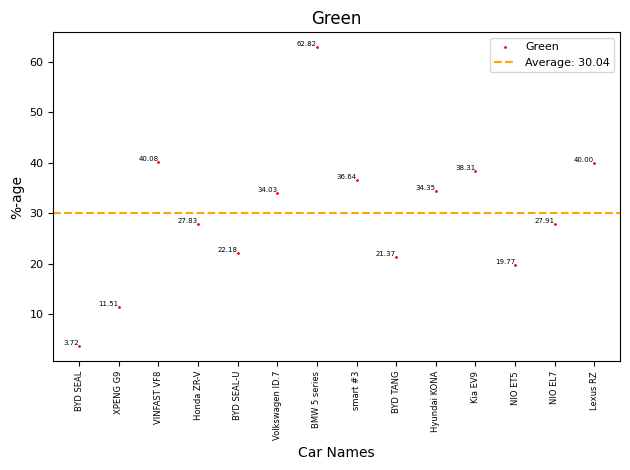 Green
62.82
Green
Average: 30.04
60
50
40.08
36.64
38.31
40.00
40
34.03
34.35
30
27.83
27.91
22.18
21.37
19.77
20
11.51
10
3.72
%-age
BYD SEAL
XPENG G9
VINFAST VF8
Honda ZR-V
BYD SEAL-U
Volkswagen ID.7
BMW 5 series
smart #3
BYD TANG
Hyundai KONA
Kia EV9
NIO ET5
NIO EL7
Lexus RZ
Car Names